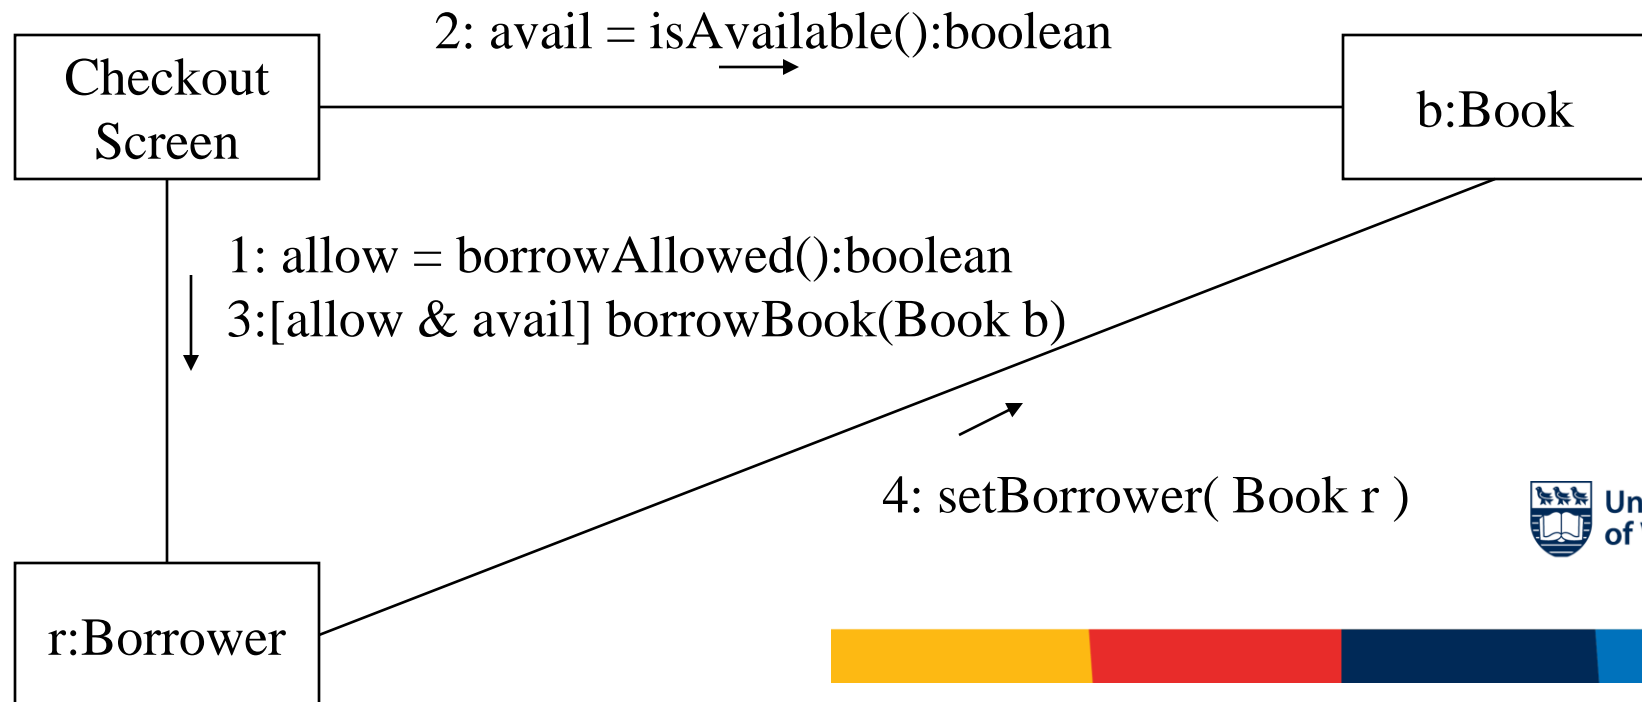 2: avail = isAvailable():boolean
Checkout
Screen
b:Book
1: allow = borrowAllowed():boolean
3:[allow & avail] borrowBook(Book b)
4: setBorrower( Book r )
of
r:Borrower